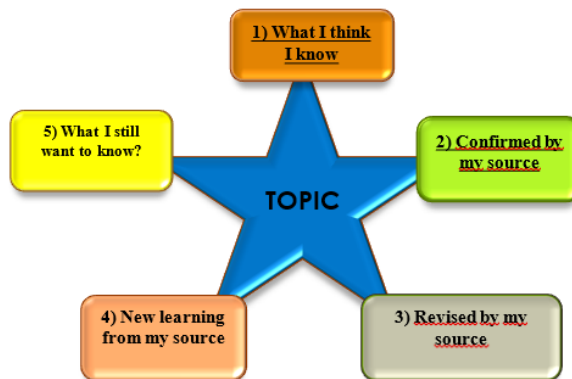 1) What I think
I know
5) What I still
want to know?
2) Confirmed by
my source
TOPIC
4) New learning
from my source
3) Revised by my
source